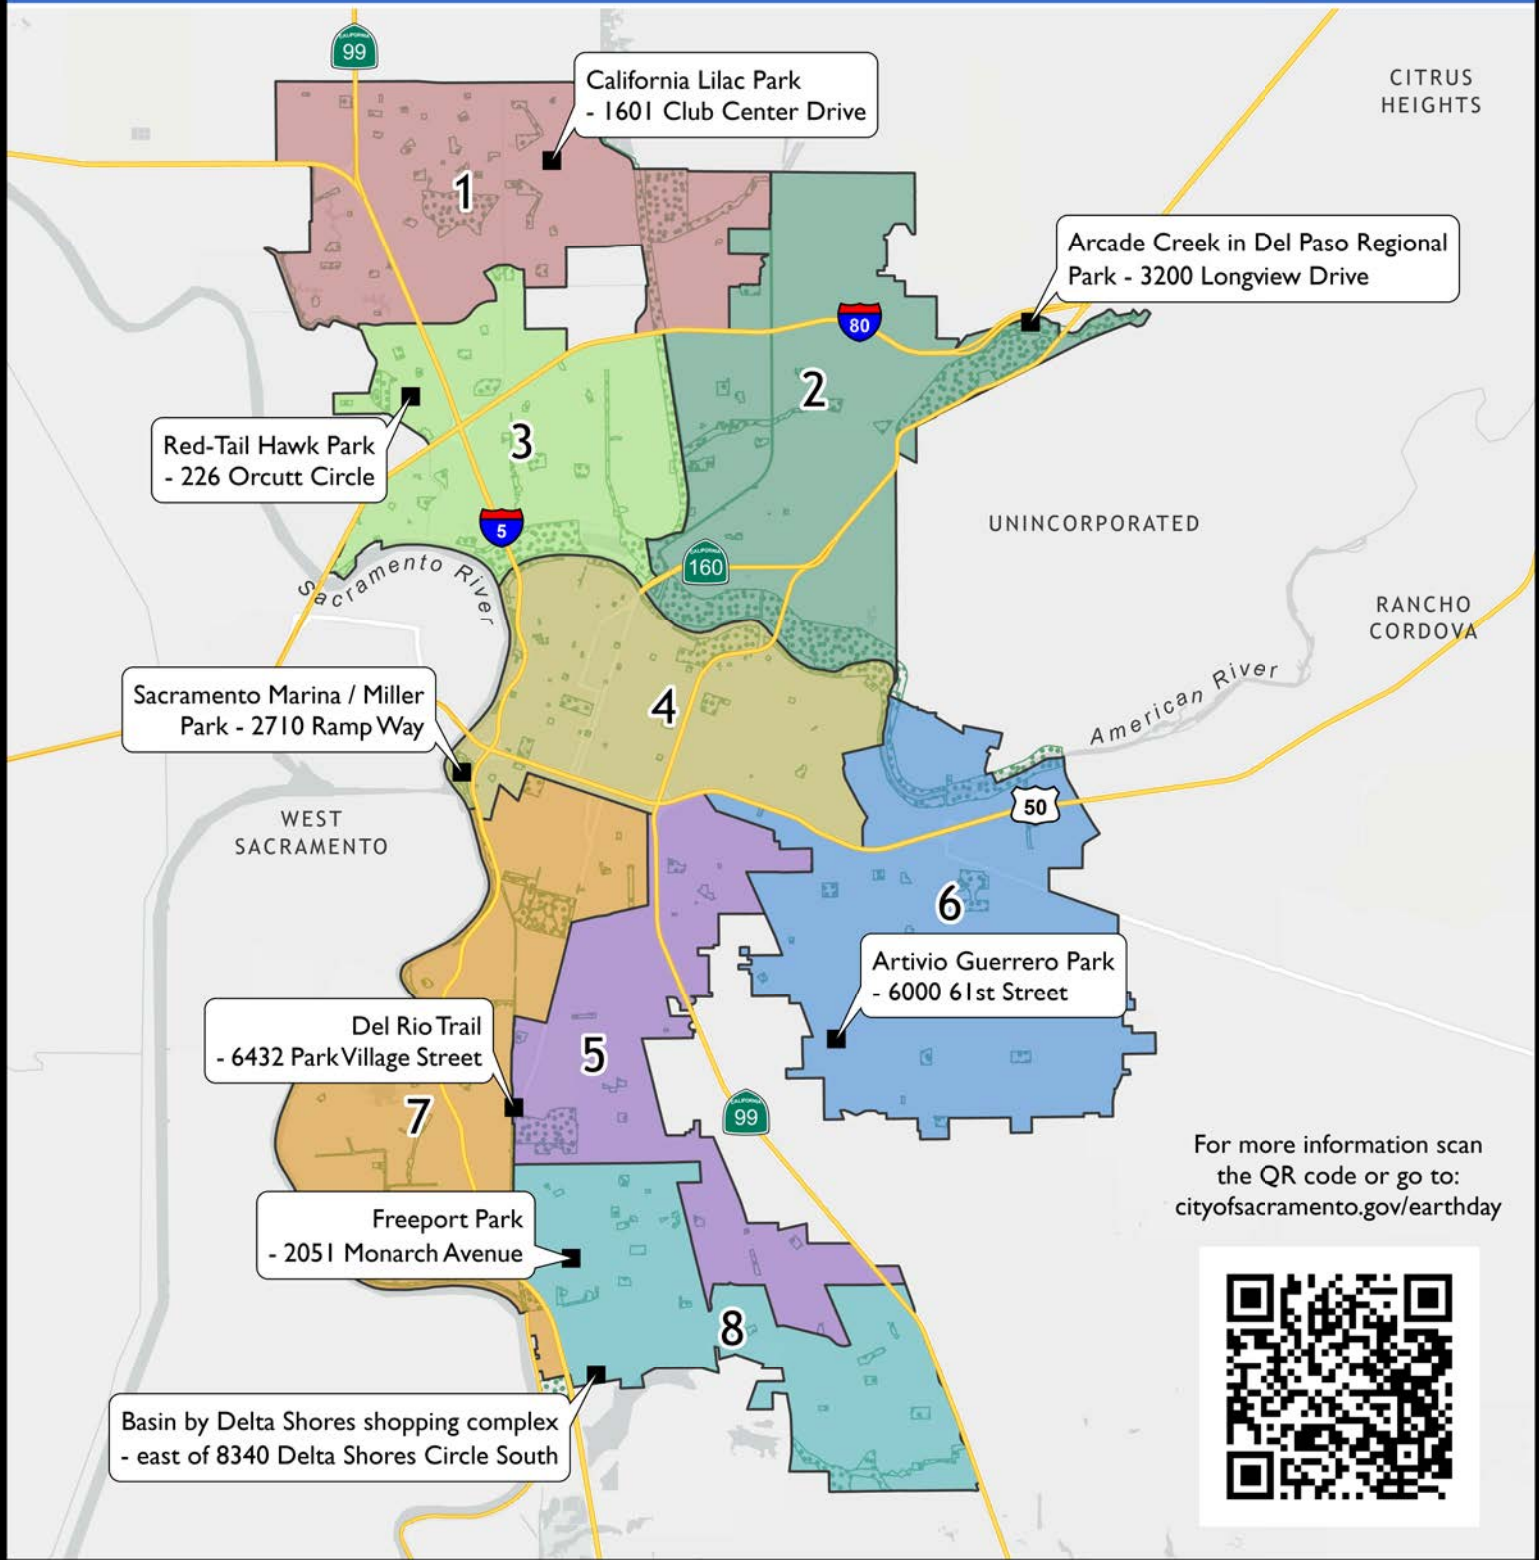 CALIFORNIA
99
California Lilac Park
- 1601 Club Center Drive
CITRUS
HEIGHTS
1
Arcade Creek in Del Paso Regional
Park - 3200 Longview Drive
80
2
Red-Tail Hawk Park
- 226 Orcutt Circle
3
5
UNINCORPORATED
CALIFORNIA
160
Sacramento River
RANCHO
CORDOVA
Sacramento Marina / Miller
Park - 2710 Ramp Way
4
American River
WEST
SACRAMENTO
50
6
Artivio Guerrero Park
- 6000 61st Street
Del Rio Trail
- 6432 Park Village Street
5
7
CALIFORNIA
99
For more information scan
the QR code or go to:
cityofsacramento.gov/earthday
Freeport Park
- 2051 Monarch Avenue
8
Basin by Delta Shores shopping complex
- east of 8340 Delta Shores Circle South